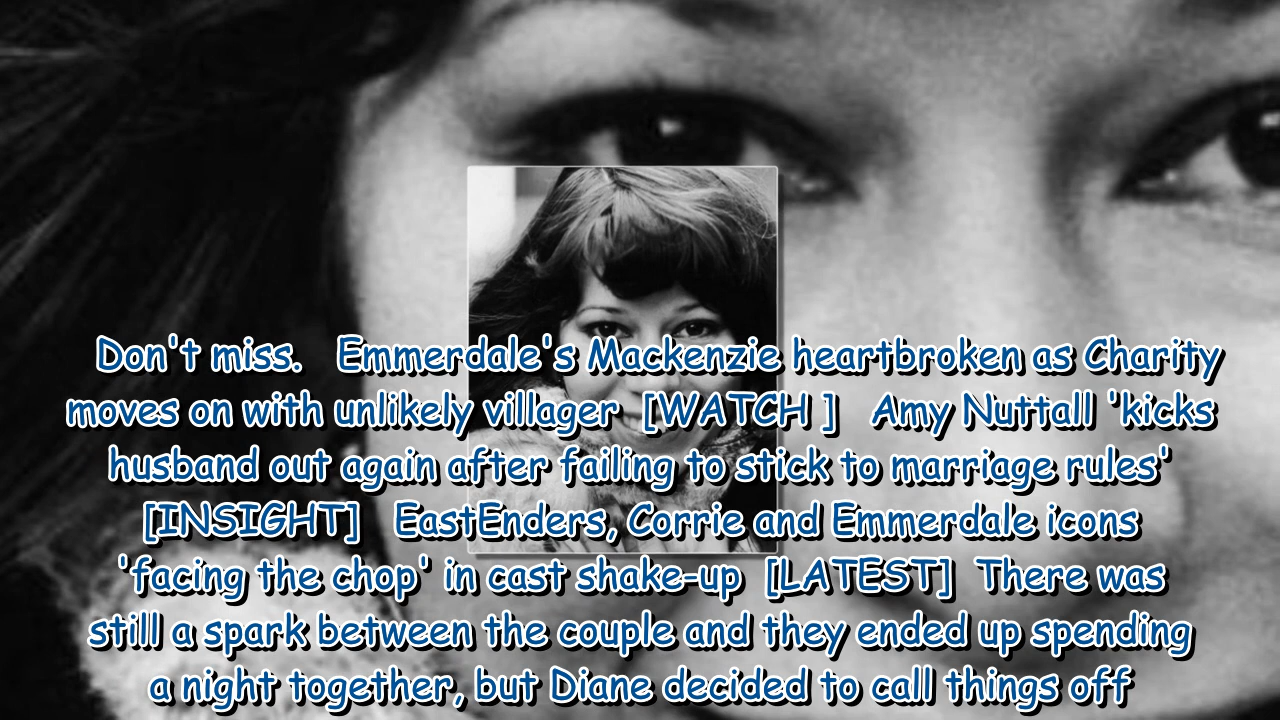 Don't miss. Emmerdale's Mackenzie heartbroken as Charity
moves on with unlikely villager [WATCH ] Amy Nuttall 'kicks
husband out again after failing to stick to marriage rules'
[INSIGHT] EastEnders, Corrie and Emmerdale icons
'facing the chop' in cast shake-up [LATEST] There was
still a spark between the couple and they ended up spending
a night together, but Diane decided to call things off